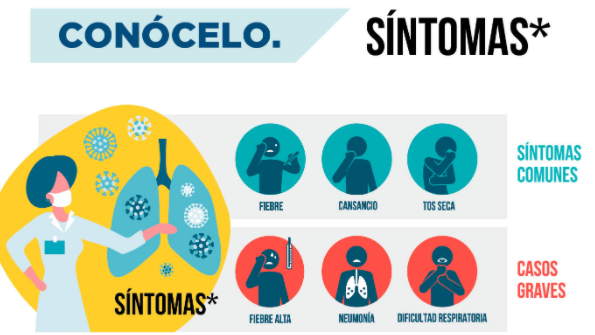 CONÓCELO.
SÍNTOMAS*
FIEBRE
CANSANCIO
TOS SECA
SÍNTOMAS
COMUNES
SÍNTOMAS*
FIEBRE ALTA
NEUMONÍA
DIFICULTAD RESPIRATORIA
CASOS
GRAVES